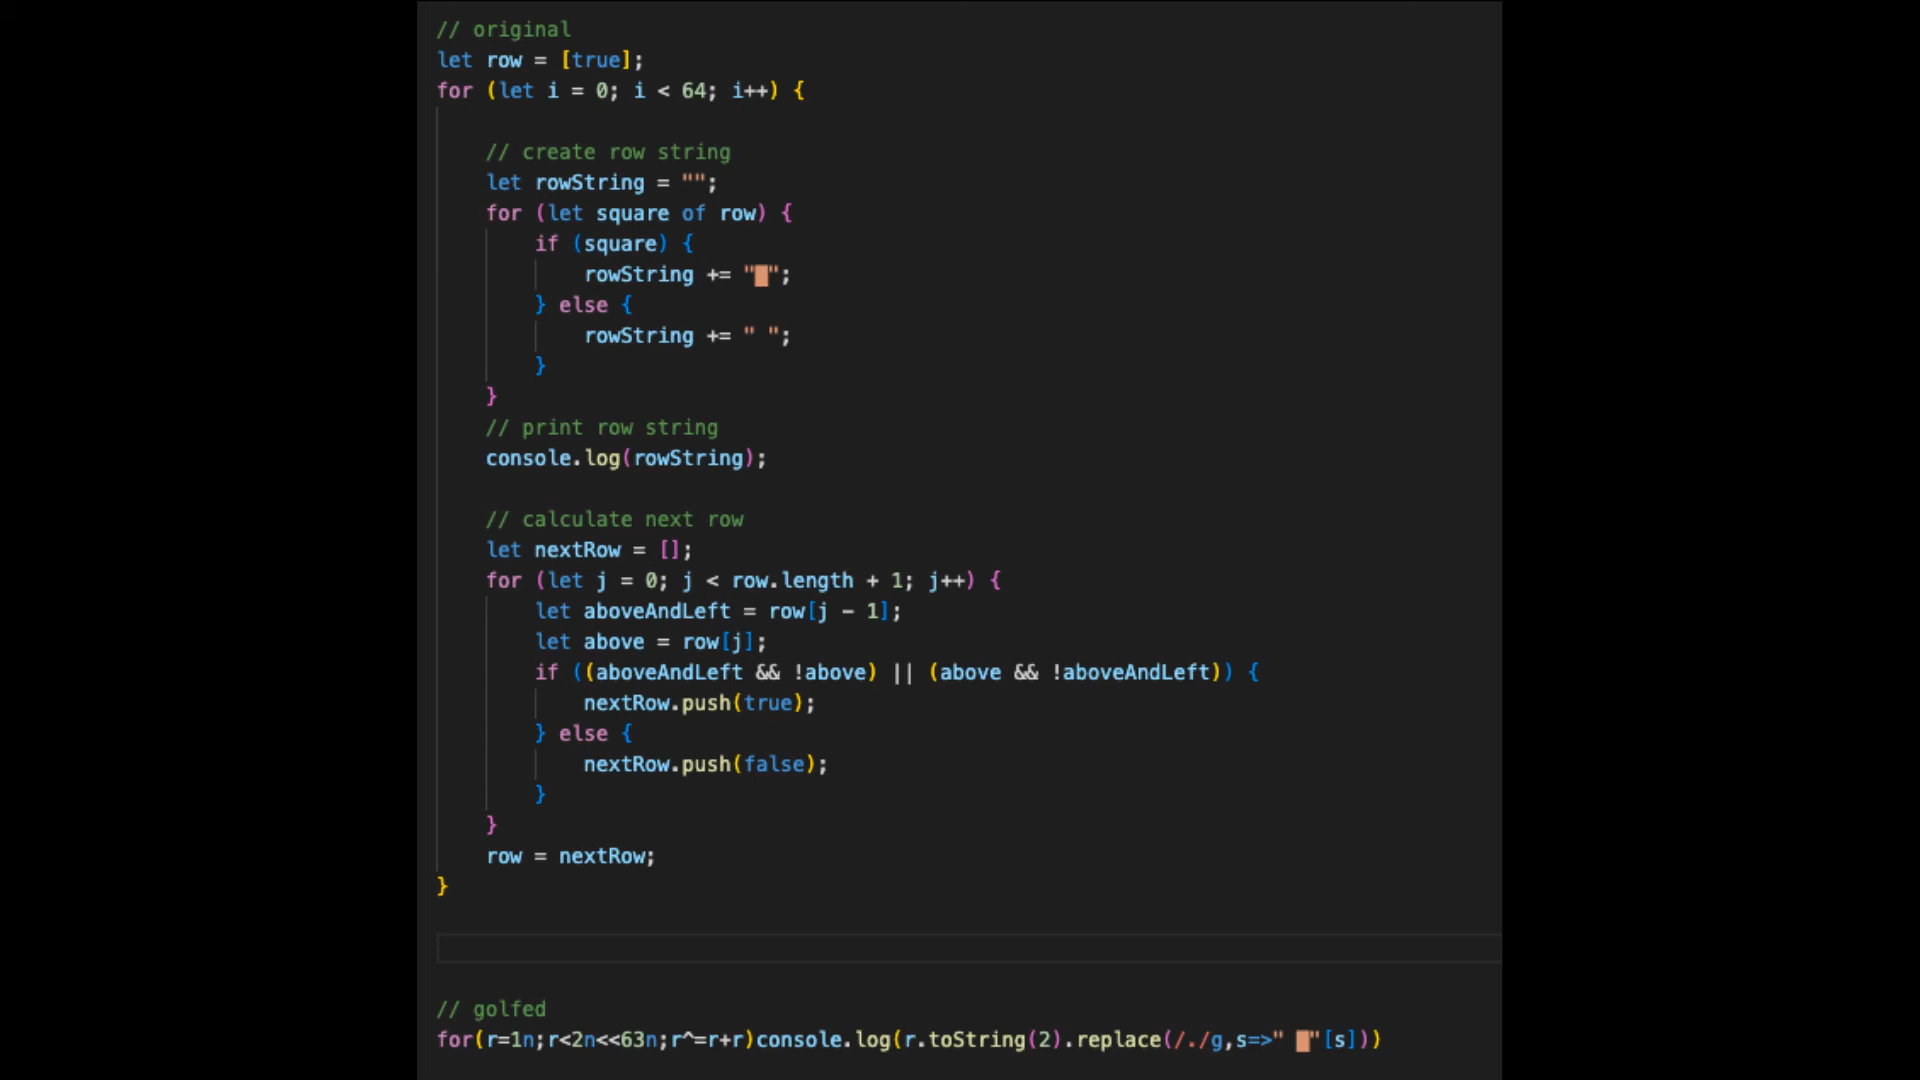 // original
let row = [true];
for (let i = 0; i < 64; i++) {
// create row string
let rowString = "";
for (let square of row) {
if (square) {
rowString += "█";
} else {
rowString += " ";
}
}
// print row string
console.log(rowString);
// calculate next row
let nextRow = [];
for (let j = 0; j < row.length + 1; j++) {
let aboveAndLeft = row[j - 1];
let above = row[j];
if ((aboveAndLeft && !above) || (above && !aboveAndLeft)) {
nextRow.push(true);
} else {
nextRow.push(false);
}
}
row = nextRow;
}
// golfed
for(r=1n;r<2n<<63n;r^=r+r)console.log(r.toString(2).replace(/./g,s=>" █"[s]))